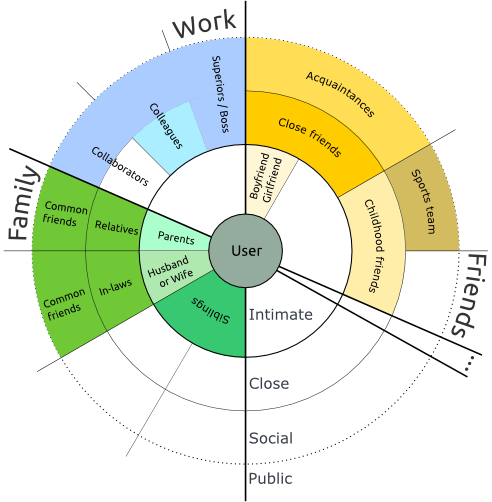 Work
Superiors / Boss
Colleagues
Collaborators
Acquaintances
Close friends
Boyfriend
Girlfriend
Sports team
Childhood friends
Family
Common
friends
Relatives
Parents
User
Husband
or Wife
In-laws
Common
friends
Siblings
Friends
...
Intimate
Close
Social
Public